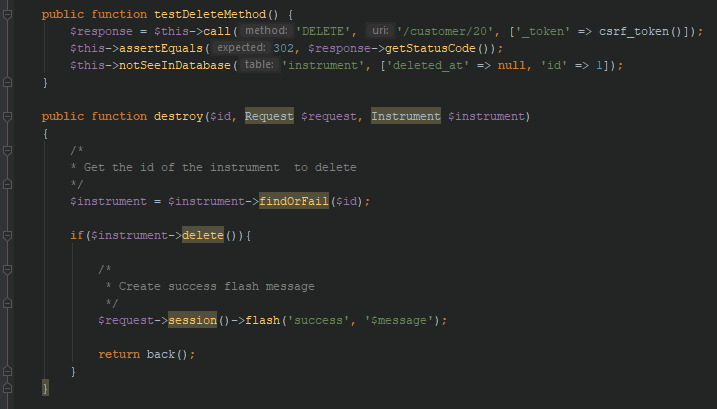 public function testDeleteMethod() {
$response = $this->call( method: 'DELETE', uri: '/customer/20', ['_token' => csrf_token()]);
$this->assertEquals( expected: 302, $response->getStatusCode());
$this->notSeeInDatabase( table: 'instrument', ['deleted_at' => null, 'id' => 1]);
}
public function destroy($id, Request $request, Instrument $instrument)
{
/*
* Get the id of the instrument  to delete
*/
$instrument = $instrument->findOrFail($id);
if($instrument->delete()){
/*
* Create success flash message
*/
$request->session()->flash('success', '$message');
return back();
}
}